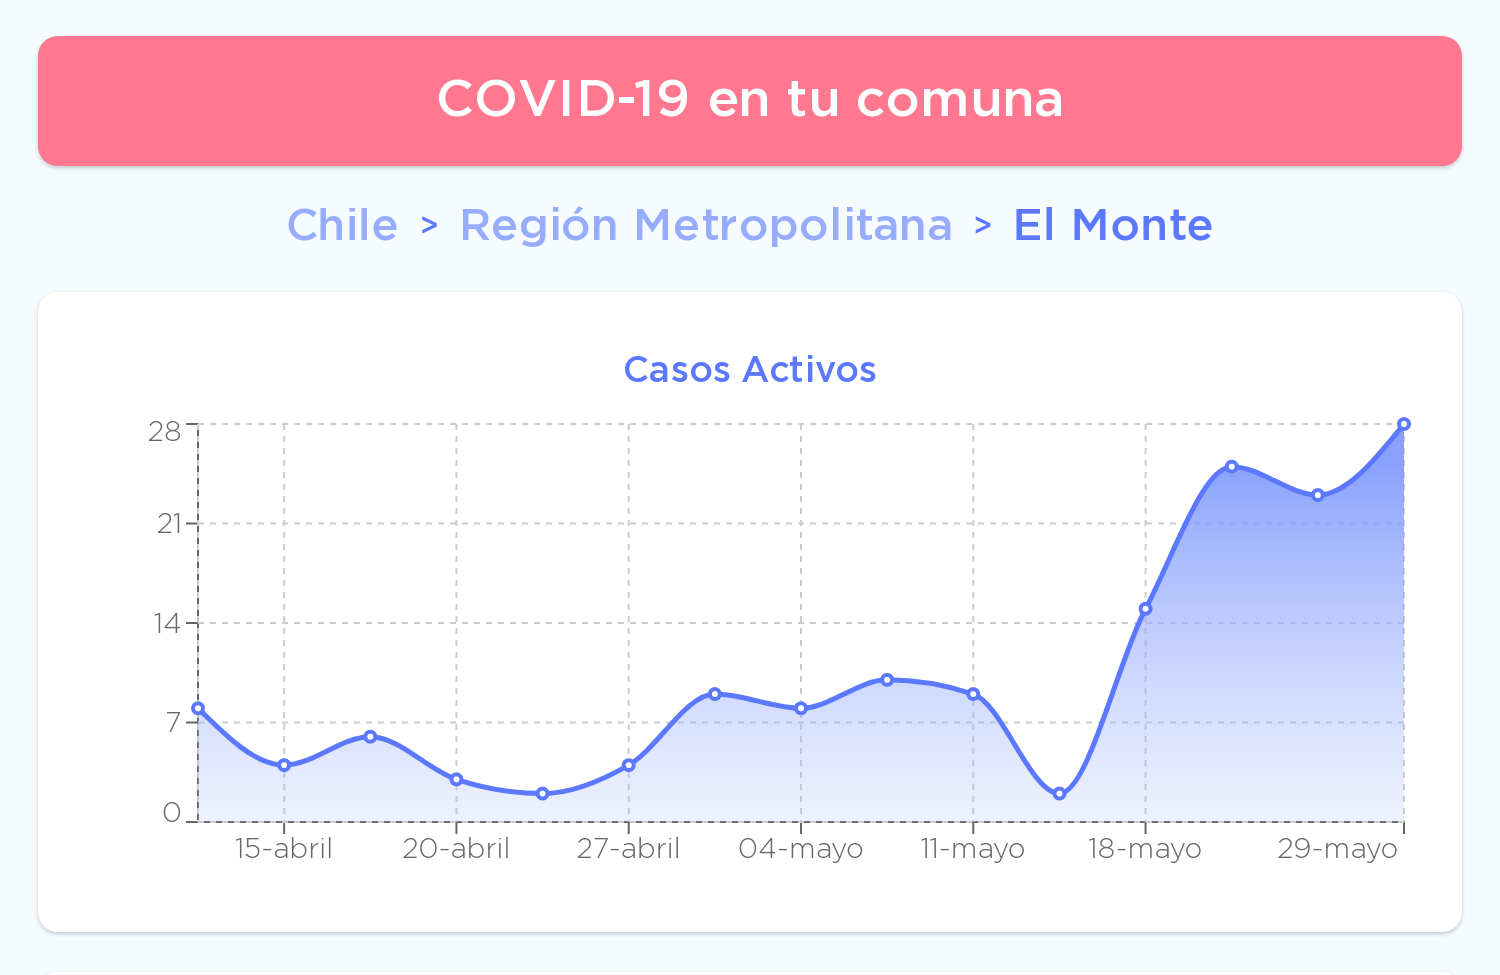 COVID-19 en tu comuna
Chile > Región Metropolitana > El Monte
Casos Activos
28
21
14
7
0
15-abril 20-abril 27-abril 04-mayo 11-mayo 18-mayo 29-mayo